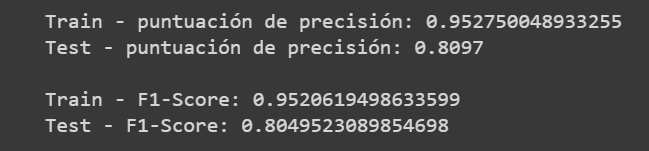 Train - puntuación de precisión: 0.952750048933255
Test - puntuación de precisión: 0.8097
Train - F1-Score: 0.9520619498633599
Test - F1-Score: 0.8049523089854698